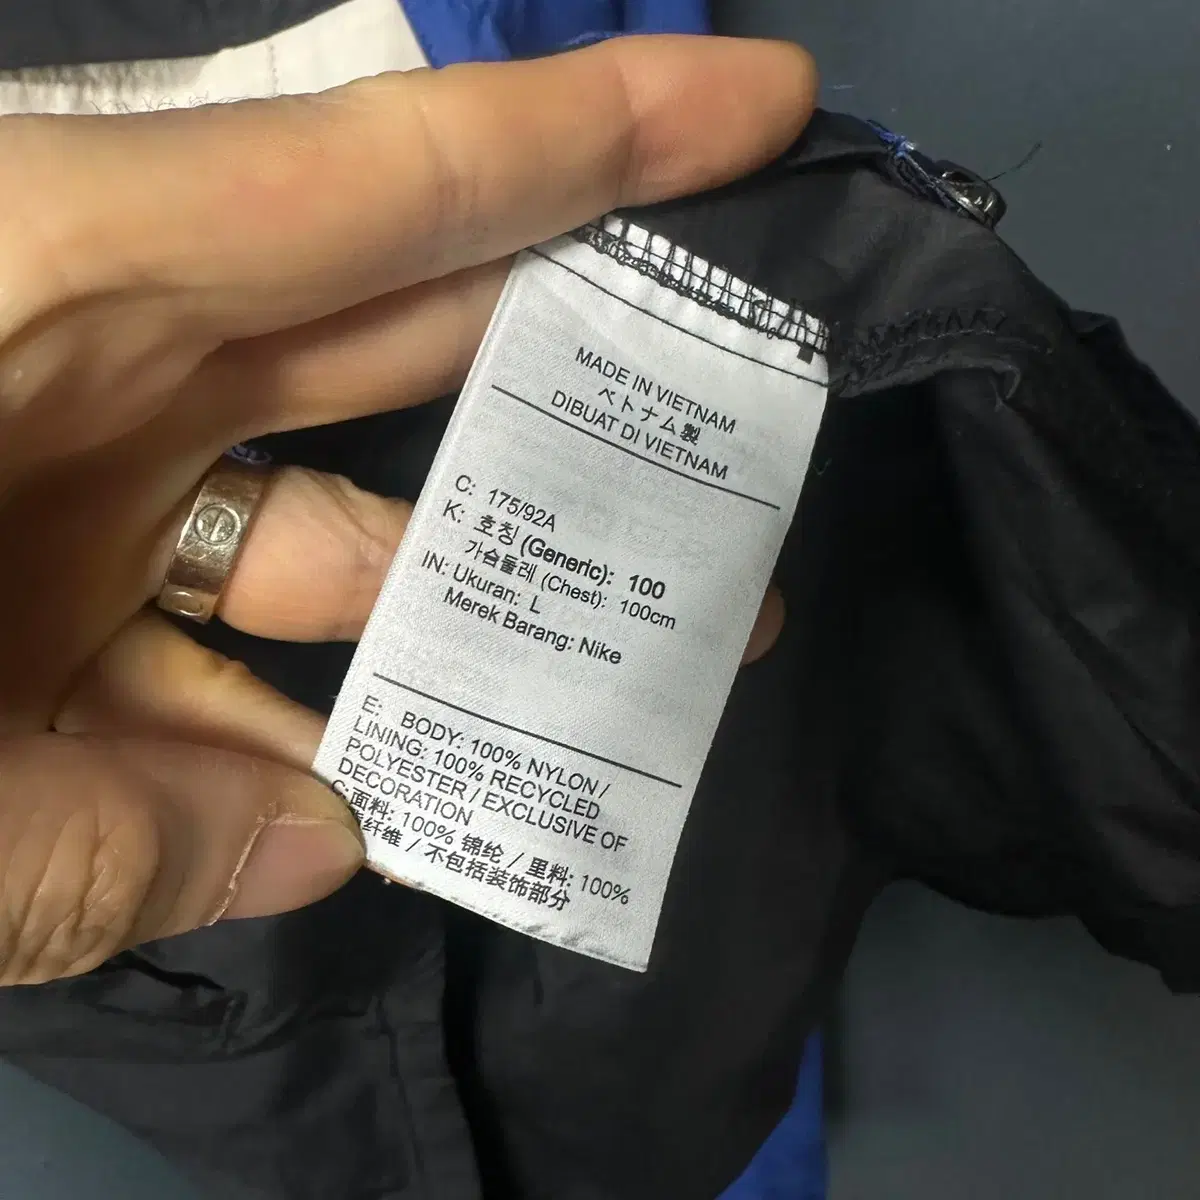 MADE IN VIETNAM
ベトナム製
DIBUAT DI VIETNAM
C: 175/92A
K: 호칭 (Generic): 100
가슴둘레 (Chest): 100cm
IN: Ukuran: L
Merek Barang: Nike
E: BODY: 100% NYLON /
LINING: 100% RECYCLED
POLYESTER / EXCLUSIVE OF
DECORATION
C:面料: 100% 锦纶 / 里料: 100%
纤维 / 不包括装饰部分